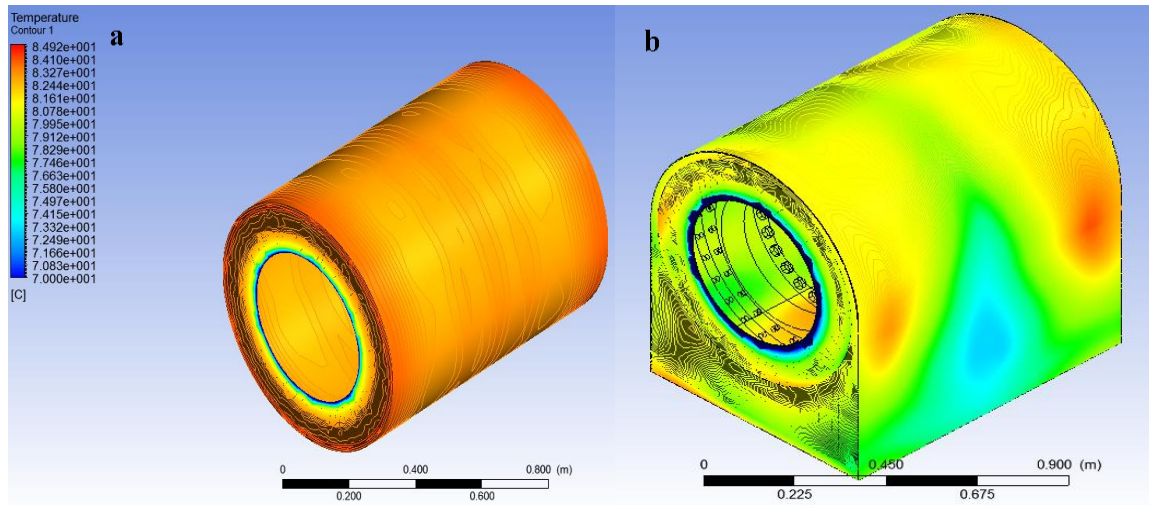 Temperature
Contour 1
8.492e+001
8.410e+001
8.327e+001
8.244e+001
8.161e+001
8.078e+001
7.995e+001
7.912e+001
7.829e+001
7.746e+001
7.663e+001
7.580e+001
7.497e+001
7.415e+001
7.332e+001
7.249e+001
7.166e+001
7.083e+001
7.000e+001
[C]
a
0 0.400 0.800 (m)
0.200 0.600
b
0 0.450 0.900 (m)
0.225 0.675